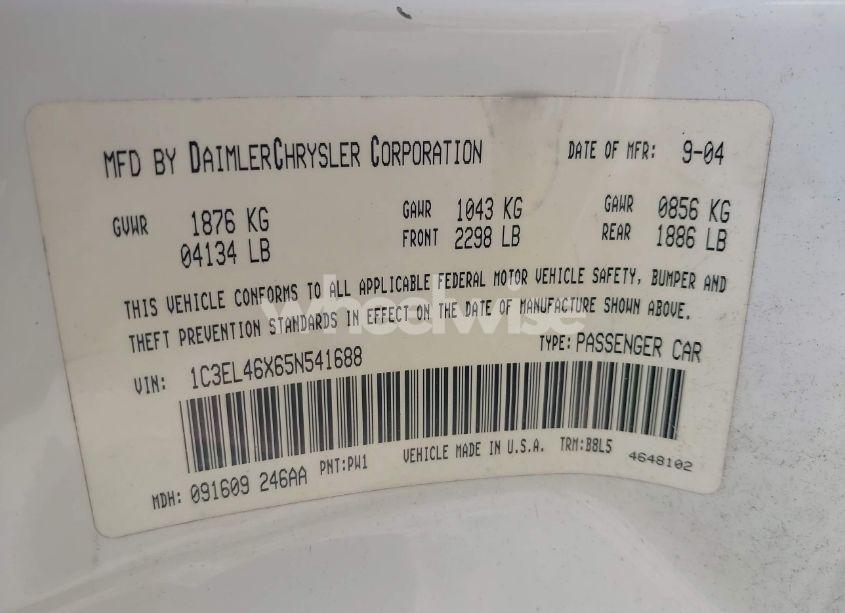 MFD BY DAIMLERCHRYSLER CORPORATION DATE OF MFR: 9-04
GVWR 1876 KG GAWR 1043 KG GAWR 0856 KG
04134 LB FRONT 2298 LB REAR 1886 LB
THIS VEHICLE CONFORMS TO ALL APPLICABLE FEDERAL MOTOR VEHICLE SAFETY, BUMPER AND
THEFT PREVENTION STANDARDS IN EFFECT ON THE DATE OF MANUFACTURE SHOWN ABOVE.
wheelwise
VIN: 1C3EL46X65N541688 TYPE: PASSENGER CAR
MDH: 091609 246AA PNT:PW1 VEHICLE MADE IN U.S.A. TRM:B8L5 4648102